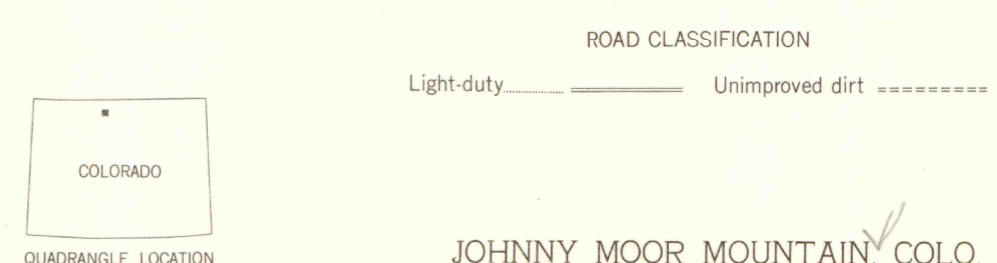 ROAD CLASSIFICATION
Light-duty Unimproved dirt
COLORADO
QUADRANGLE LOCATION
JOHNNY MOOR MOUNTAIN, COLO.